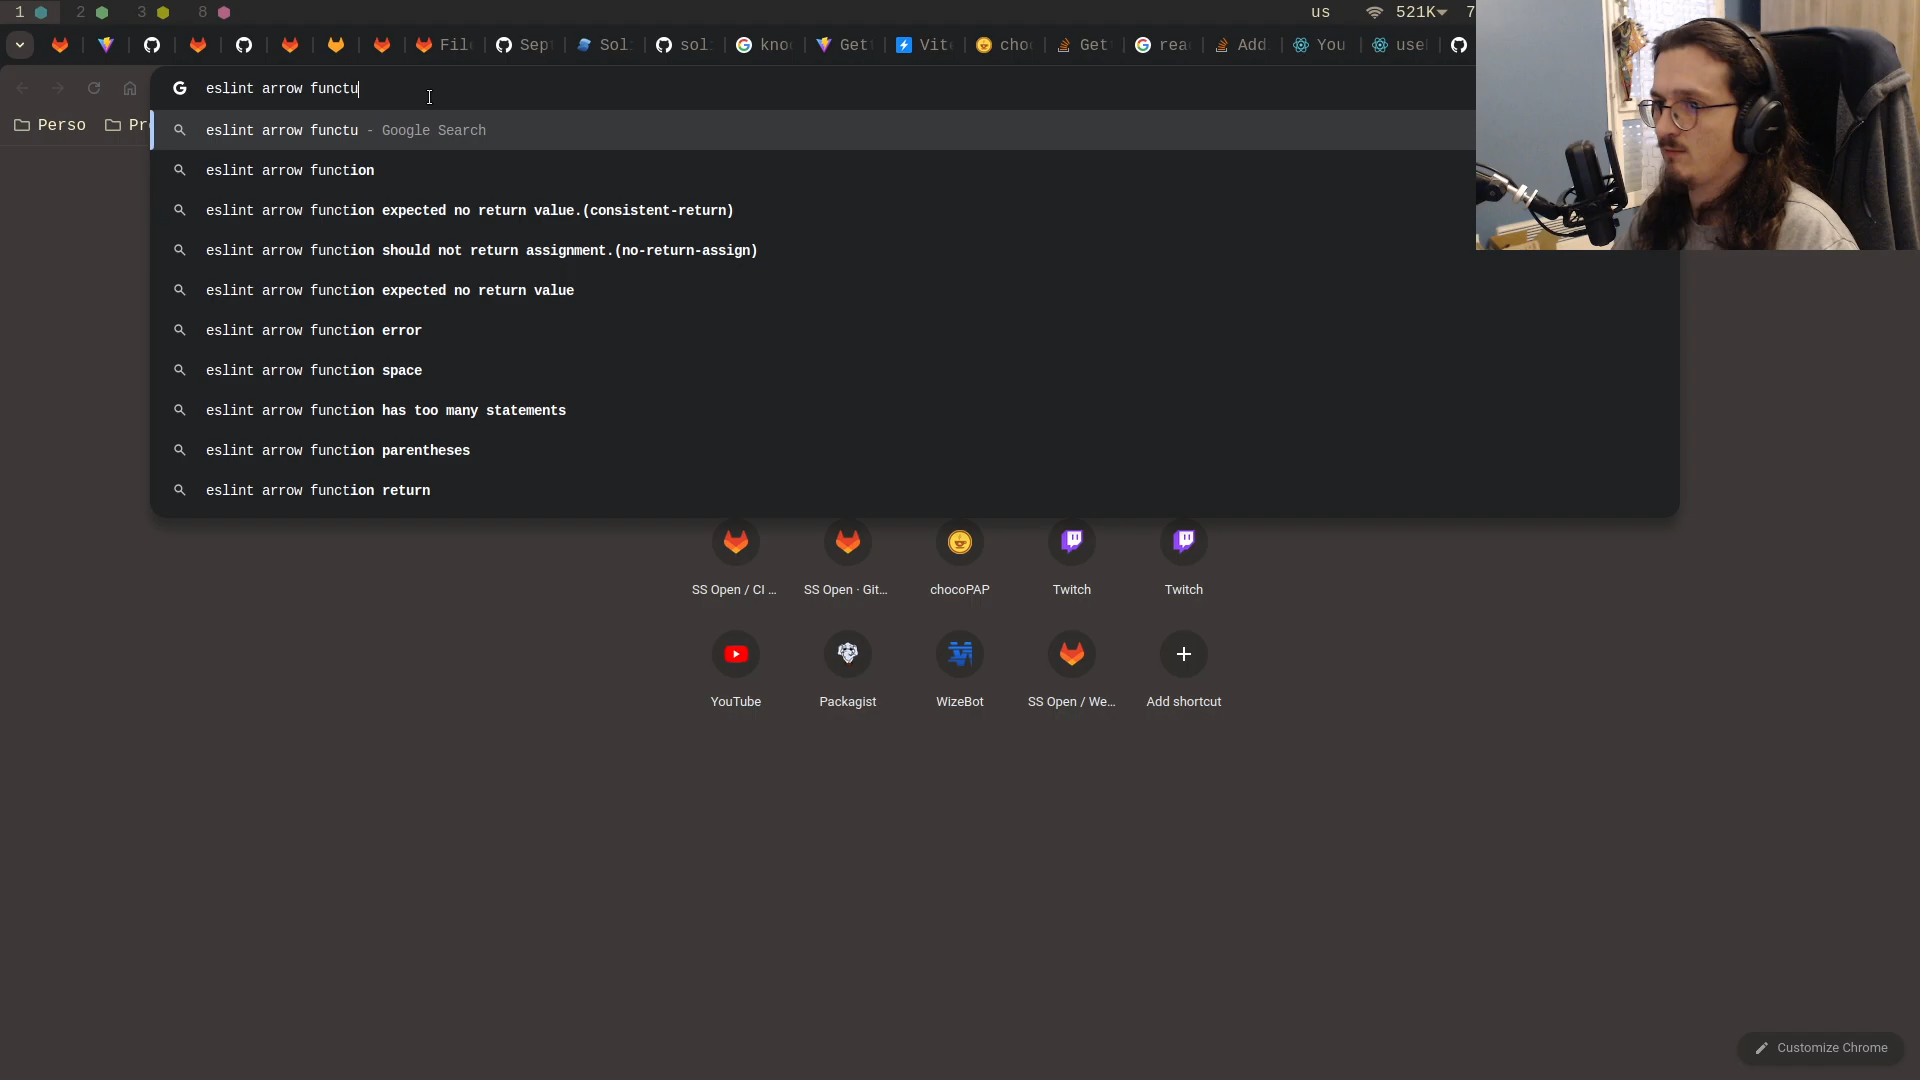 1 2 3 8 us 521K 7
Fil Sep Sol sol kno Get Vit cho Get rea Add You use
eslint arrow functu
Perso Pr
eslint arrow functu - Google Search
eslint arrow function
eslint arrow function expected no return value.(consistent-return)
eslint arrow function should not return assignment.(no-return-assign)
eslint arrow function expected no return value
eslint arrow function error
eslint arrow function space
eslint arrow function has too many statements
eslint arrow function parentheses
eslint arrow function return
SS Open / CI ... SS Open · Git... chocoPAP Twitch Twitch
YouTube Packagist WizeBot SS Open / We... Add shortcut
Customize Chrome